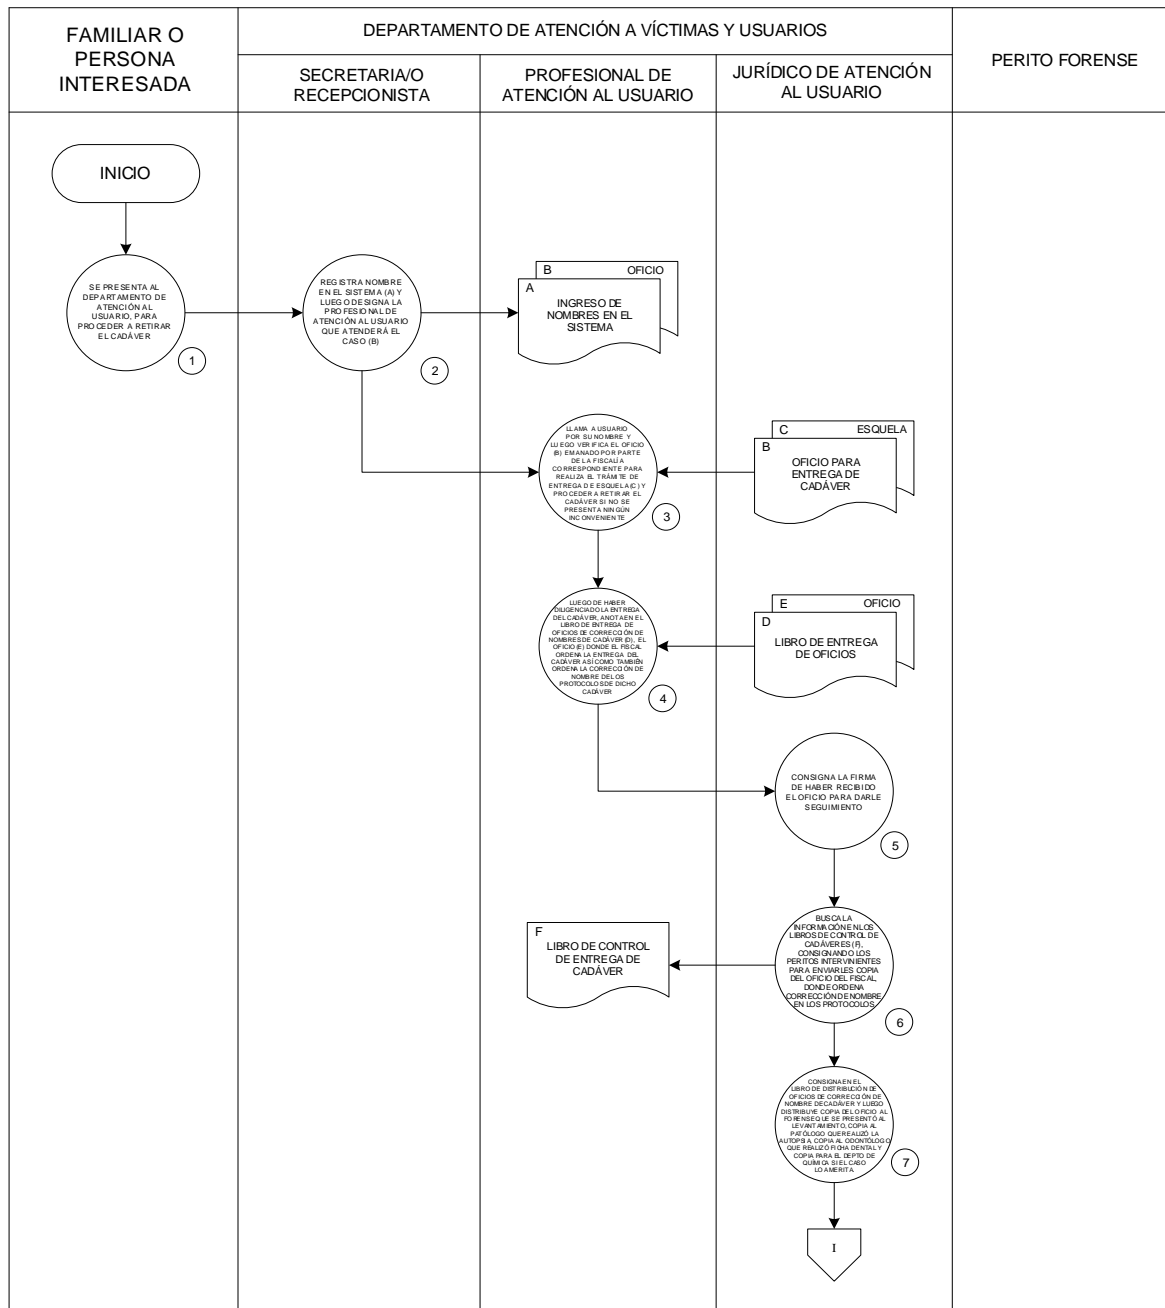 FAMILIAR O
PERSONA
INTERESADA
DEPARTAMENTO DE ATENCIÓN A VÍCTIMAS Y USUARIOS
SECRETARIA/O
RECEPCIONISTA
PROFESIONAL DE
ATENCIÓN AL USUARIO
JURÍDICO DE ATENCIÓN
AL USUARIO
PERITO FORENSE
INICIO
SE PRESENTA AL
DEPARTAMENTO DE
ATENCIÓN AL
USUARIO, PARA
PROCEDER A RETIRAR
EL CADÁVER
1
REGISTRA NOMBRE
EN EL SISTEMA (A) Y
LUEGO DESIGNA LA
PROFESIONAL DE
ATENCIÓN AL USUARIO
QUE ATENDERÁ EL
CASO (B)
2
B OFICIO
A
INGRESO DE
NOMBRES EN EL
SISTEMA
LLAMA A USUARIO
POR SU NOMBRE Y
LUEGO VERIFICA EL OFICIO
(B) EMANADO POR PARTE
DE LA FISCALÍA
CORRESPONDIENTE PARA
REALIZA EL TRÁMITE DE
ENTREGA DE ESQUELA (C) Y
PROCEDER A RETIRAR EL
CADÁVER SI NO SE
PRESENTA NINGÚN
INCONVENIENTE
3
C ESQUELA
B
OFICIO PARA
ENTREGA DE
CADÁVER
LUEGO DE HABER
DILIGENCIADO LA ENTREGA
DEL CADÁVER, ANOTA EN EL
LIBRO DE ENTREGA DE
OFICIOS DE CORRECCIÓN DE
NOMBRES DE CADÁVER (D), EL
OFICIO (E) DONDE EL FISCAL
ORDENA LA ENTREGA DEL
CADÁVER ASÍ COMO TAMBIÉN
ORDENA LA CORRECCIÓN DE
NOMBRE DE LOS
PROTOCOLOS DE DICHO
CADÁVER
4
E OFICIO
D
LIBRO DE ENTREGA
DE OFICIOS
CONSIGNA LA FIRMA
DE HABER RECIBIDO
EL OFICIO PARA DARLE
SEGUIMIENTO
5
BUSCA LA
INFORMACIÓN EN LOS
LIBROS DE CONTROL DE
CADÁVERES (F),
CONSIGNANDO LOS
PERITOS INTERVINIENTES
PARA ENVIARLES COPIA
DEL OFICIO DEL FISCAL,
DONDE ORDENA
CORRECCIÓN DE NOMBRE
EN LOS PROTOCOLOS
6
F
LIBRO DE CONTROL
DE ENTREGA DE
CADÁVER
CONSIGNA EN EL
LIBRO DE DISTRIBUCIÓN DE
OFICIOS DE CORRECCIÓN DE
NOMBRE DE CADÁVER Y LUEGO
DISTRIBUYE COPIA DEL OFICIO AL
FORENSE QUE SE PRESENTÓ AL
LEVANTAMIENTO, COPIA AL
PATÓLOGO QUE REALIZÓ LA
AUTOPSIA, COPIA AL ODONTÓLOGO
QUE REALIZÓ FICHA DENTAL Y
COPIA PARA EL DEPTO DE
QUÍMICA SI EL CASO
LO AMERITA
7
I